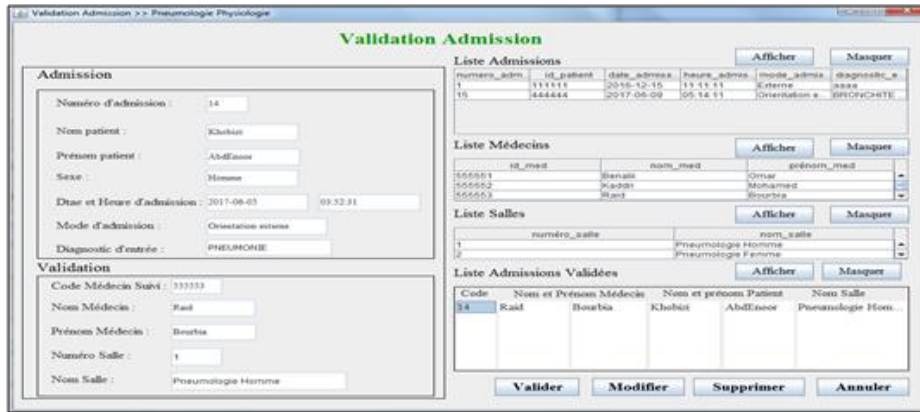 Validation Admission >> Pneumologie Physiologie
Validation Admission
Admission
Numéro d'admission : 14
Nom patient : Khobizi
Prénom patient : AbdEnoor
Sexe : Homme
Dtae et Heure d'admission : 2017-06-03 03:32:31
Mode d'admission : Orientation externe
Diagnostic d'entrée : PNEUMONIE
Validation
Code Médecin Suivi : 333333
Nom Médecin : Raid
Prénom Médecin : Bourbia
Numéro Salle : 1
Nom Salle : Pneumologie Homme
Liste Admissions Afficher Masquer
numero_adm... id_patient date_admiss... heure_admis... mode_admis... diagnostic_e...
1 111111 2016-12-15 11:11:11 Externe aaaa
15 444444 2017-06-09 05:14:11 Orientation e... BRONCHITE...
Liste Médecins Afficher Masquer
id_med nom_med prénom_med
555551 Benalii Omar
555552 Kaddri Mohamed
555553 Raid Bourbia
Liste Salles Afficher Masquer
numéro_salle nom_salle
1 Pneumologie Homme
2 Pneumologie Femme
Liste Admissions Validées Afficher Masquer
Code Nom et Prénom Médecin Nom et prénom Patient Nom Salle
14 Raid Bourbia Khobizi AbdEnoor Pneumologie Hom...
Valider Modifier Supprimer Annuler